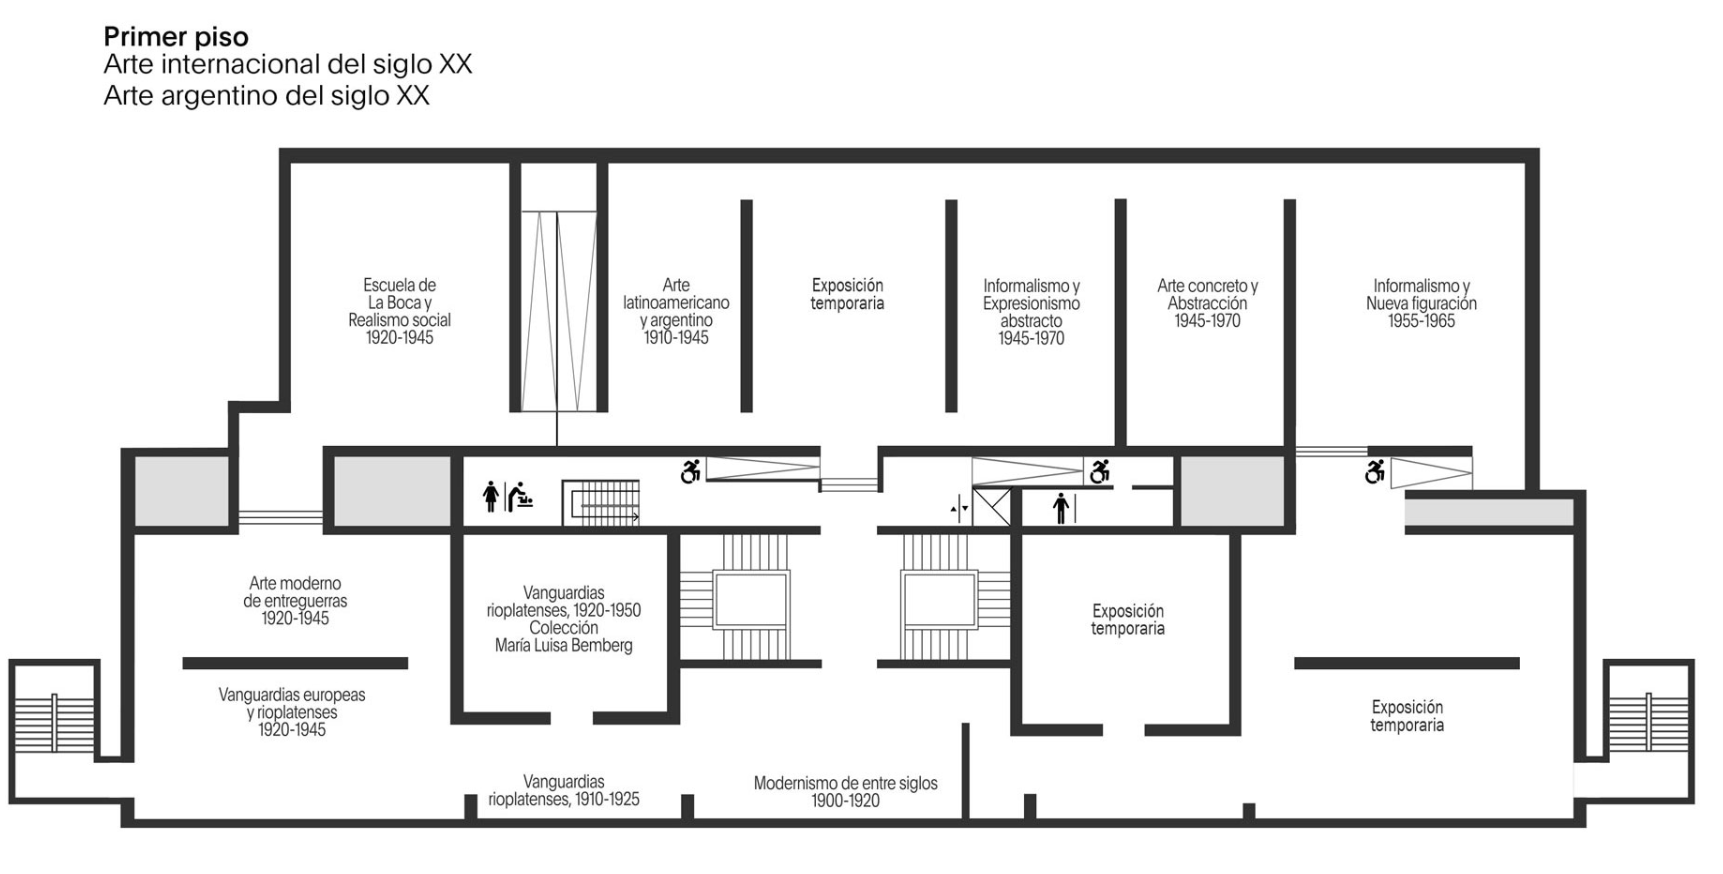 Primer piso
Arte internacional del siglo XX
Arte argentino del siglo XX
Escuela de
La Boca y
Realismo social
1920-1945
Arte
latinoamericano
y argentino
1910-1945
Exposición
temporaria
Informalismo y
Expresionismo
abstracto
1945-1970
Arte concreto y
Abstracción
1945-1970
Informalismo y
Nueva figuración
1955-1965
Arte moderno
de entreguerras
1920-1945
Vanguardias
rioplatenses, 1920-1950
Colección
María Luisa Bemberg
Exposición
temporaria
Vanguardias europeas
y rioplatenses
1920-1945
Exposición
temporaria
Vanguardias
rioplatenses, 1910-1925
Modernismo de entre siglos
1900-1920